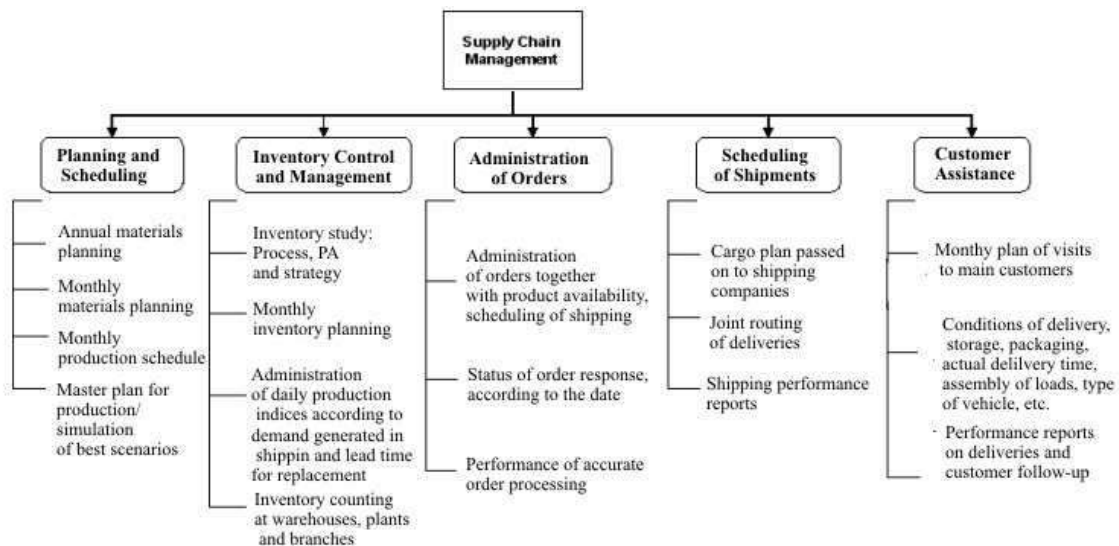 Supply Chain
Management
Planning and
Scheduling
Annual materials
planning
Monthly
materials planning
Monthly
production schedule
Master plan for
production/
simulation
of best scenarios
Inventory Control
and Management
Inventory study:
Process, PA
and strategy
Monthly
inventory planning
Administration
of daily production
indices according to
demand generated in
shippin and lead time
for replacement
Inventory counting
at warehouses, plants
and branches
Administration
of Orders
Administration
of orders together
with product availability,
scheduling of shipping
Status of order response,
according to the date
Performance of accurate
order processing
Scheduling
of Shipments
Cargo plan passed
on to shipping
companies
Joint routing
of deliveries
Shipping performance
reports
Customer
Assistance
Monthy plan of visits
to main customers
Conditions of delivery,
storage, packaging,
actual delilvery time,
assembly of loads, type
of vehicle, etc.
Performance reports
on deliveries and
customer follow-up